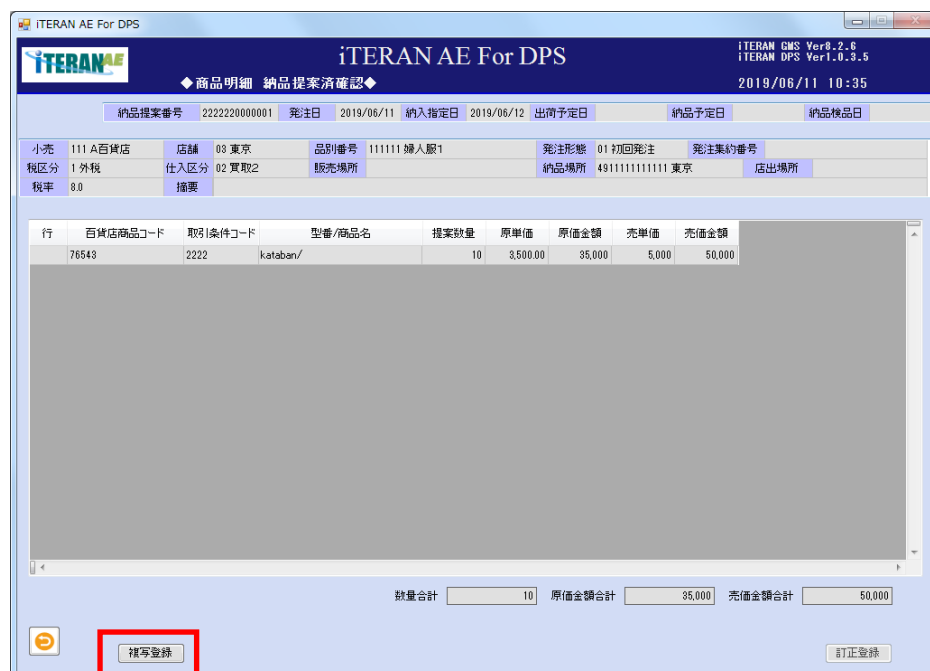 iTERAN AE For DPS
iTERAN AE iTERAN AE For DPS iTERAN GMS Ver8.2.6
iTERAN DPS Ver1.0.3.5
◆商品明細 納品提案済確認◆ 2019/06/11 10:35
納品提案番号 2222220000001 発注日 2019/06/11 納入指定日 2019/06/12 出荷予定日 納品予定日 納品検品日
小売 111 A百貨店 店舗 03 東京 品別番号 111111 婦人服1 発注形態 01 初回発注 発注集約番号
税区分 1 外税 仕入区分 02 買取2 販売場所 納品場所 4911111111111 東京 店出場所
税率 8.0 摘要
行 百貨店商品コード 取引条件コード 型番/商品名 提案数量 原単価 原価金額 売単価 売価金額
76543 2222 kataban/ 10 3,500.00 35,000 5,000 50,000
数量合計 10 原価金額合計 35,000 売価金額合計 50,000
複写登録 訂正登録